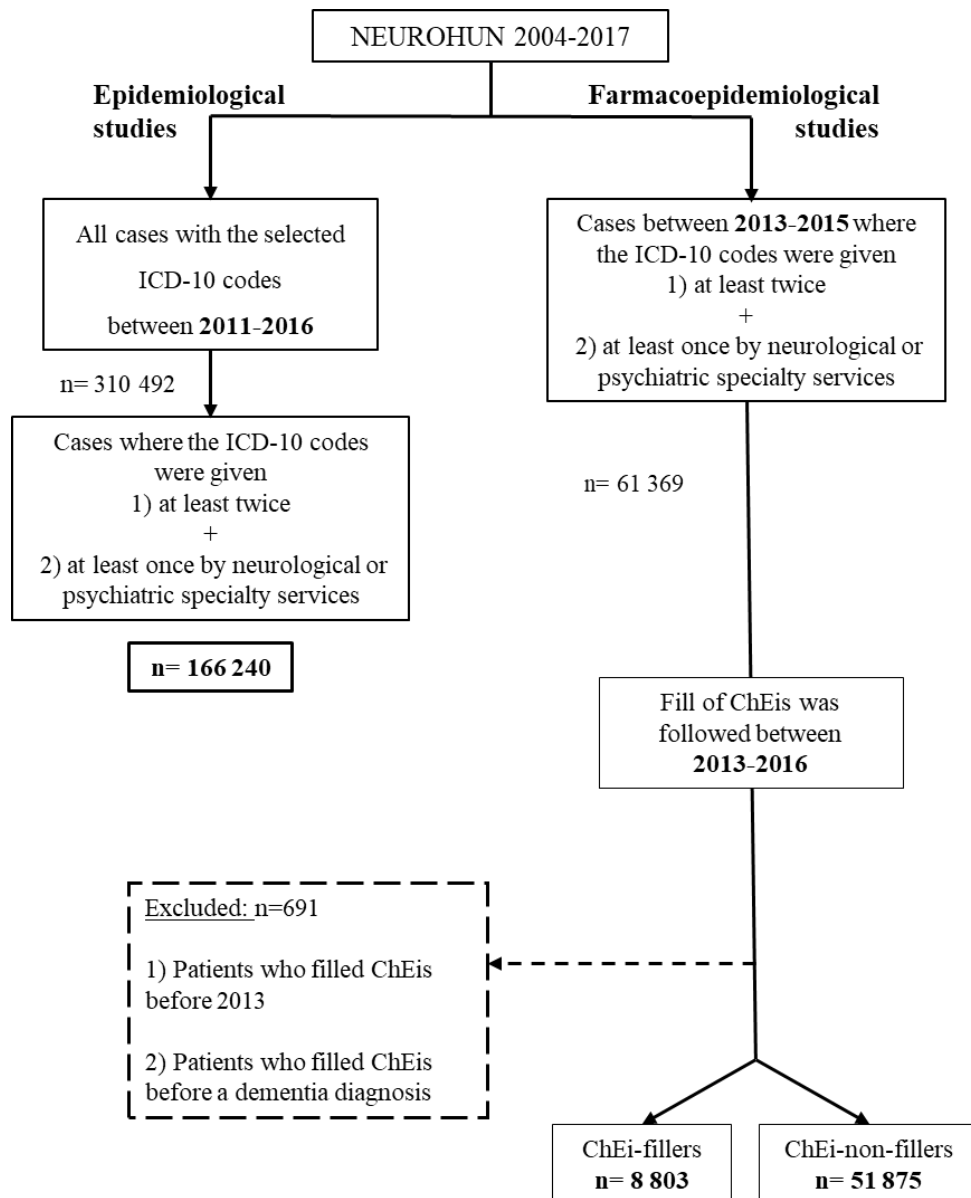 NEUROHUN 2004-2017
Epidemiological
studies
Farmacoepidemiological
studies
All cases with the selected
ICD-10 codes
between 2011-2016
n= 310 492
Cases where the ICD-10 codes
were given
1) at least twice
+
2) at least once by neurological or
psychiatric specialty services
n= 166 240
Cases between 2013-2015 where
the ICD-10 codes were given
1) at least twice
+
2) at least once by neurological or
psychiatric specialty services
n= 61 369
Fill of ChEis was
followed between
2013-2016
Excluded: n=691
1) Patients who filled ChEis
before 2013
2) Patients who filled ChEis
before a dementia diagnosis
ChEi-fillers
n= 8 803
ChEi-non-fillers
n= 51 875